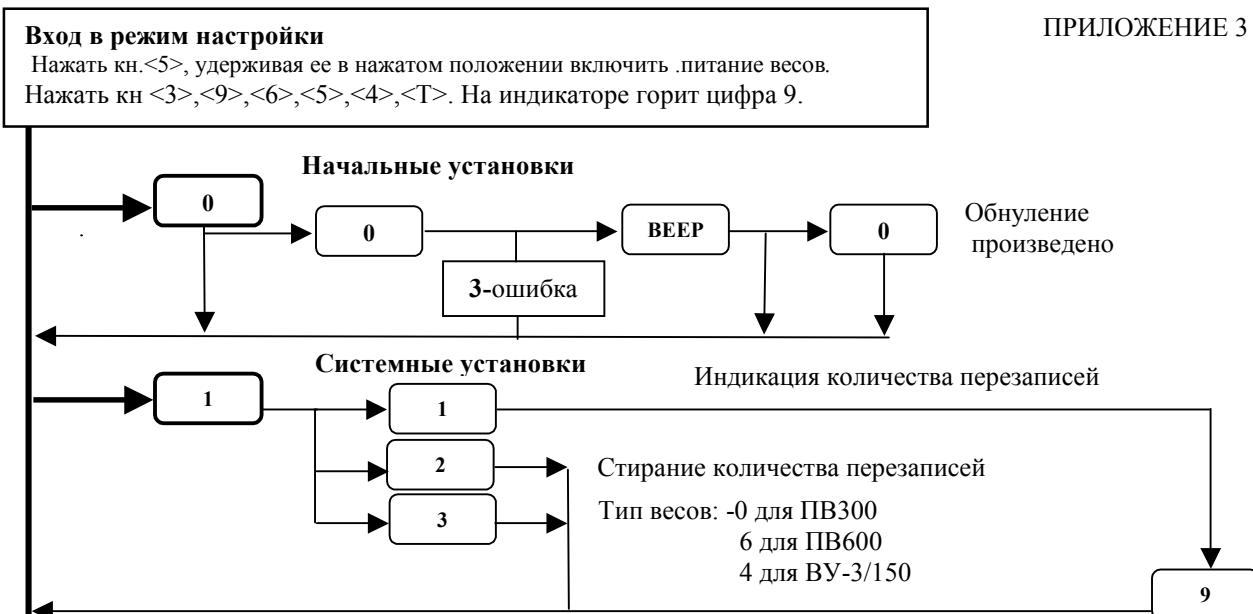 ПРИЛОЖЕНИЕ 3
Вход в режим настройки
Нажать кн.<5>, удерживая ее в нажатом положении включить .питание весов.
Нажать кн <3>,<9>,<6>,<5>,<4>,<Т>. На индикаторе горит цифра 9.
Начальные установки
0
0
BEEP
0
Обнуление
произведено
3-ошибка
Системные установки
1
1
Индикация количества перезаписей
2
Стирание количества перезаписей
3
Тип весов: -0 для ПВ300
6 для ПВ600
4 для ВУ-3/150
9